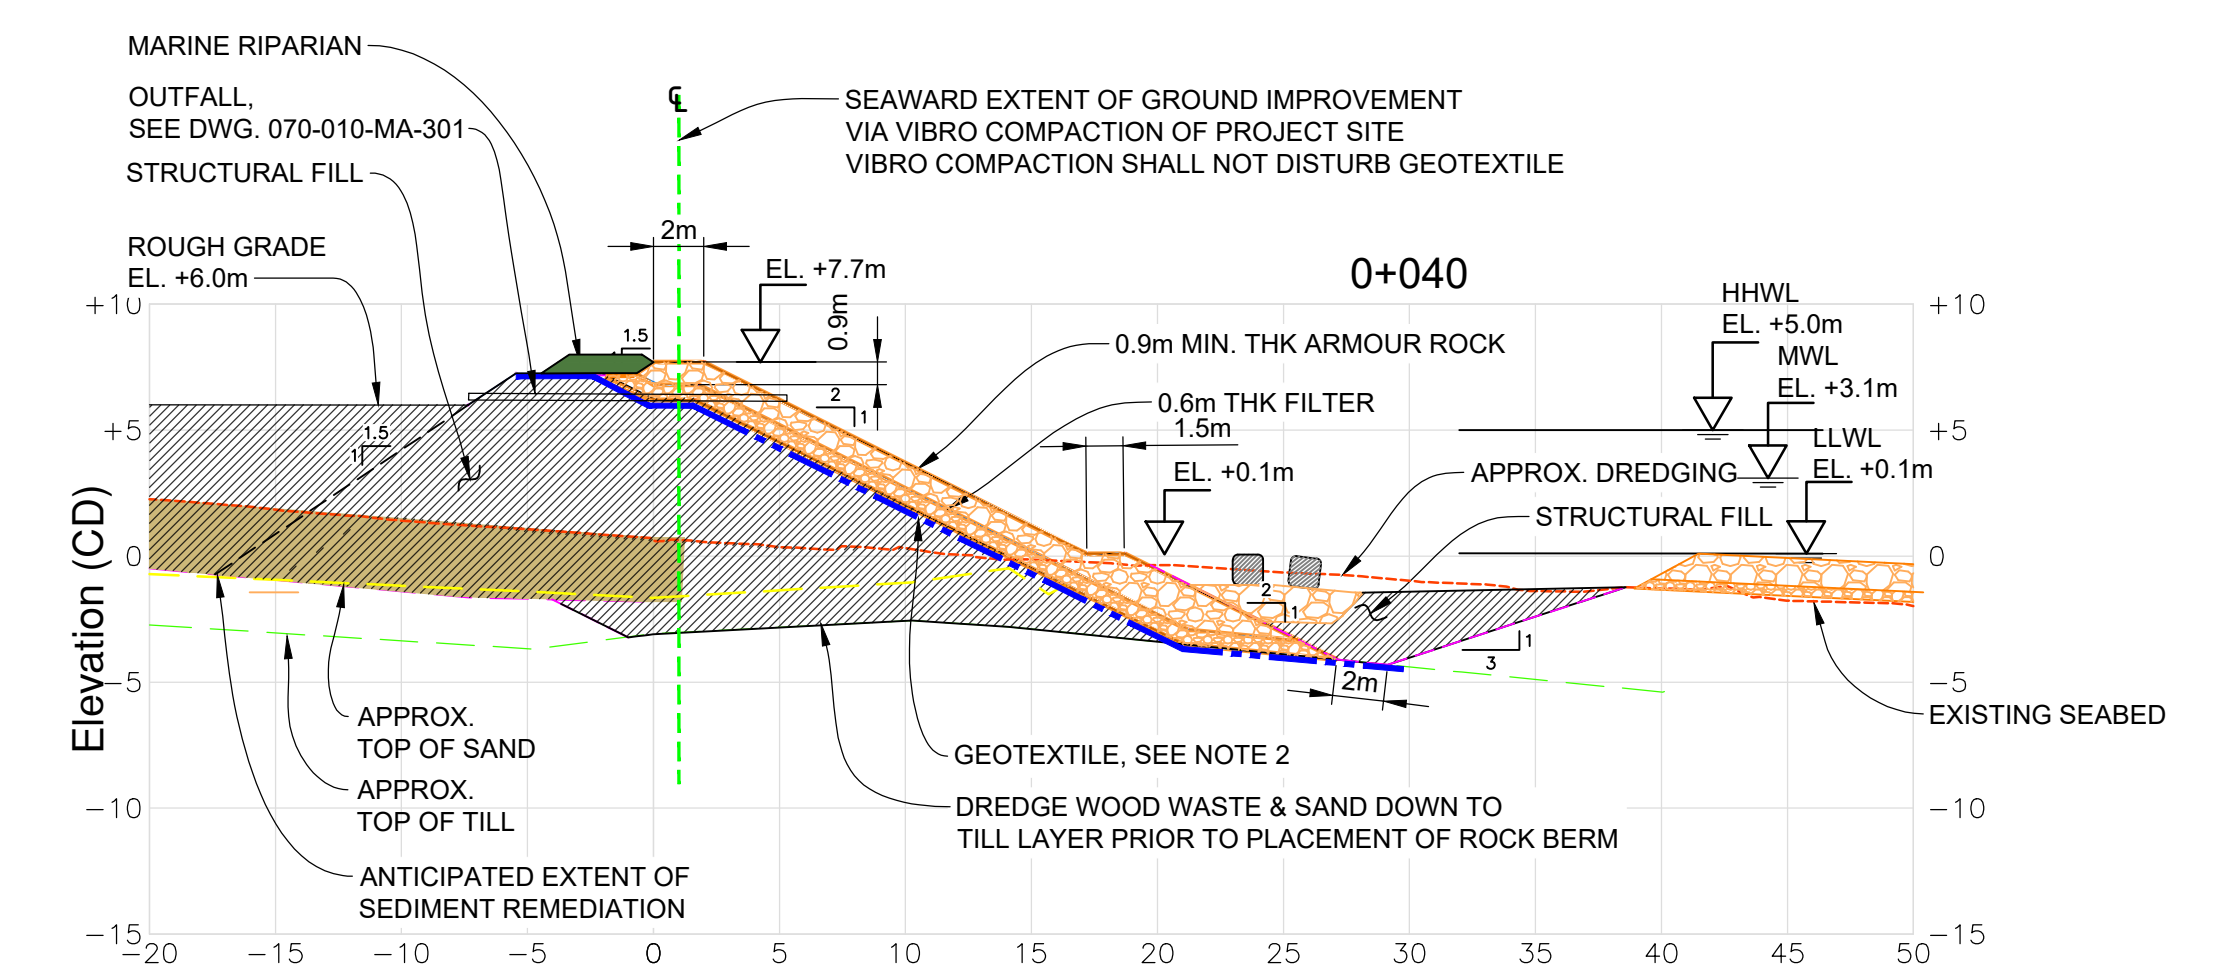 MARINE RIPARIAN
OUTFALL,
SEE DWG. 070-010-MA-301
STRUCTURAL FILL
ROUGH GRADE
EL. +6.0m
℄
SEAWARD EXTENT OF GROUND IMPROVEMENT
VIA VIBRO COMPACTION OF PROJECT SITE
VIBRO COMPACTION SHALL NOT DISTURB GEOTEXTILE
2m
EL. +7.7m
0.9m
1.5
0+040
HHWL
EL. +5.0m
MWL
EL. +3.1m
LLWL
EL. +0.1m
0.9m MIN. THK ARMOUR ROCK
2
1
0.6m THK FILTER
1.5m
EL. +0.1m
APPROX. DREDGING
STRUCTURAL FILL
1.5
1
2
1
1
3
2m
EXISTING SEABED
APPROX.
TOP OF SAND
APPROX.
TOP OF TILL
ANTICIPATED EXTENT OF
SEDIMENT REMEDIATION
GEOTEXTILE, SEE NOTE 2
DREDGE WOOD WASTE & SAND DOWN TO
TILL LAYER PRIOR TO PLACEMENT OF ROCK BERM
Elevation (CD)
+10
+5
0
−5
−10
−15
+10
+5
0
−5
−10
−15
−20
−15
−10
−5
0
5
10
15
20
25
30
35
40
45
50